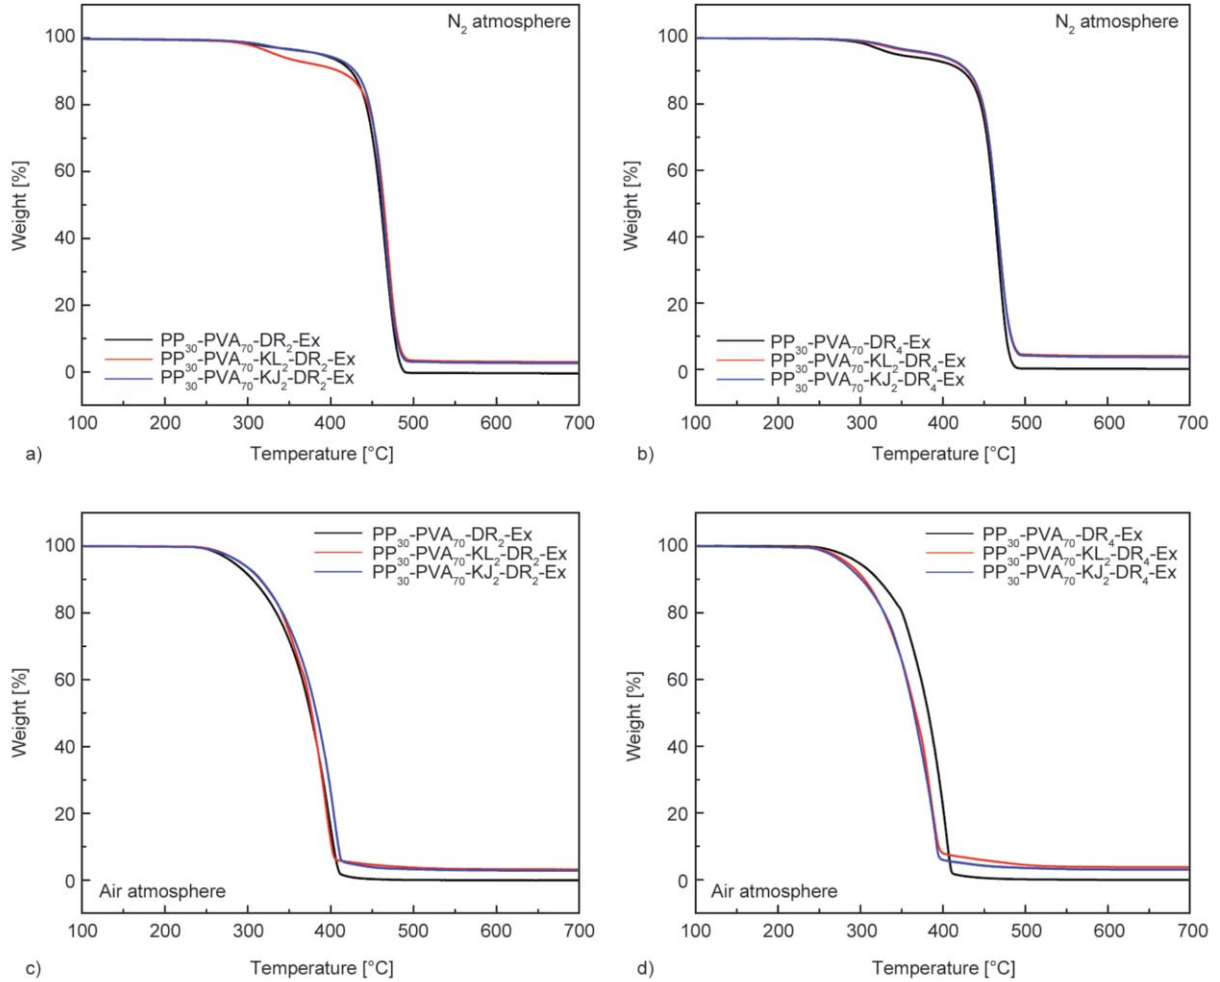 N2 atmosphere
100
80
60
40
20
0
Weight [%]
PP30-PVA70-DR2-Ex
PP30-PVA70-KL2-DR2-Ex
PP30-PVA70-KJ2-DR2-Ex
100 200 300 400 500 600 700
Temperature [°C]
a)
N2 atmosphere
100
80
60
40
20
0
Weight [%]
PP30-PVA70-DR4-Ex
PP30-PVA70-KL2-DR4-Ex
PP30-PVA70-KJ2-DR4-Ex
100 200 300 400 500 600 700
Temperature [°C]
b)
PP30-PVA70-DR2-Ex
PP30-PVA70-KL2-DR2-Ex
PP30-PVA70-KJ2-DR2-Ex
100
80
60
40
20
0
Weight [%]
Air atmosphere
100 200 300 400 500 600 700
Temperature [°C]
c)
PP30-PVA70-DR4-Ex
PP30-PVA70-KL2-DR4-Ex
PP30-PVA70-KJ2-DR4-Ex
100
80
60
40
20
0
Weight [%]
Air atmosphere
100 200 300 400 500 600 700
Temperature [°C]
d)